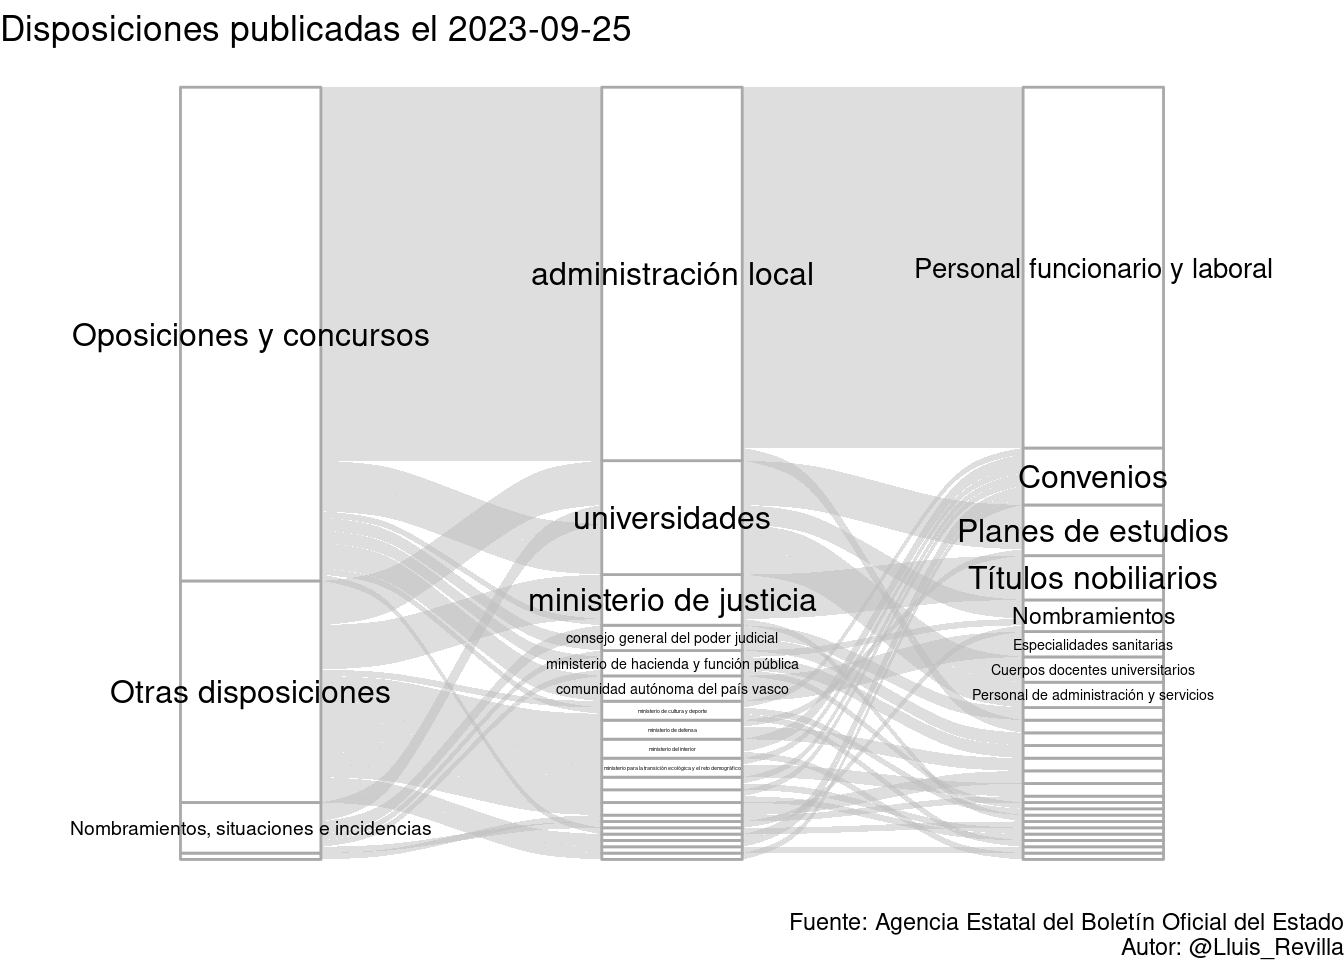 Disposiciones publicadas el 2023-09-25
Oposiciones y concursos
Otras disposiciones
Nombramientos, situaciones e incidencias
administración local
universidades
ministerio de justicia
consejo general del poder judicial
ministerio de hacienda y función pública
comunidad autónoma del país vasco
ministerio de cultura y deporte
ministerio de defensa
ministerio del interior
ministerio para la transición ecológica y el reto demográfico
Personal funcionario y laboral
Convenios
Planes de estudios
Títulos nobiliarios
Nombramientos
Especialidades sanitarias
Cuerpos docentes universitarios
Personal de administración y servicios
Fuente: Agencia Estatal del Boletín Oficial del Estado
Autor: @Lluis_Revilla